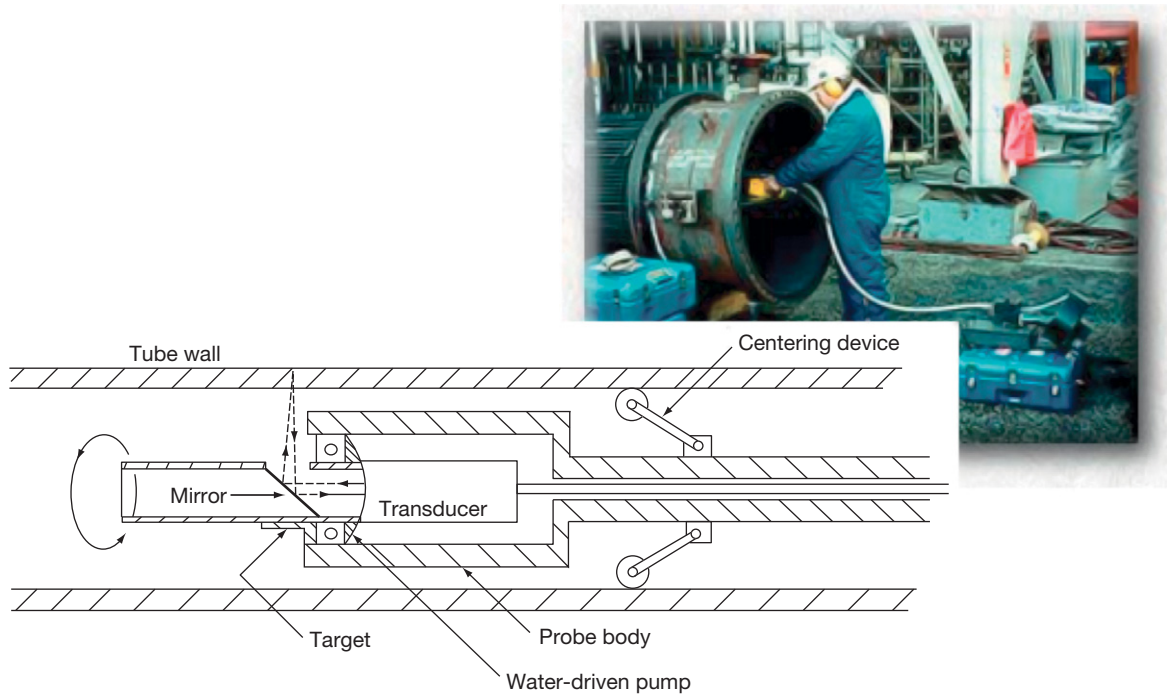 Centering device
Tube wall
Mirror
Transducer
Target
Probe body
Water-driven pump